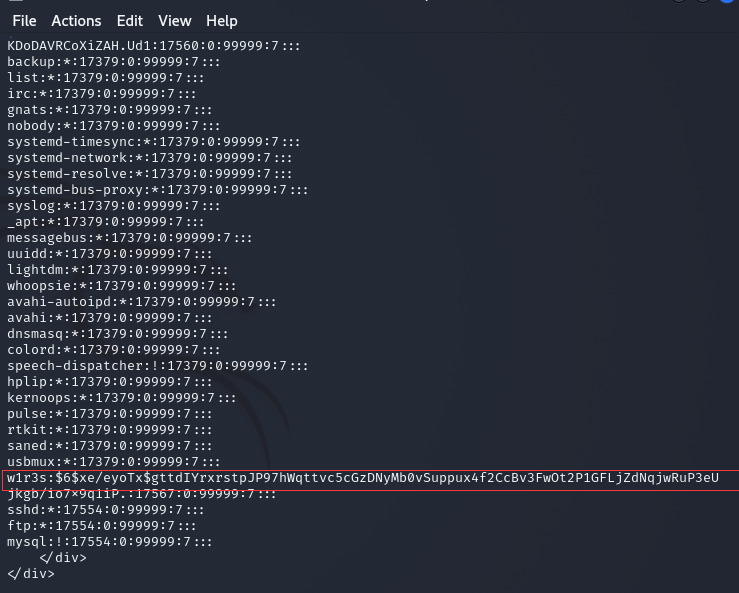 File Actions Edit View Help
KDoDAVRCoXiZAH.Ud1:17560:0:99999:7:::
backup:*:17379:0:99999:7:::
list:*:17379:0:99999:7:::
irc:*:17379:0:99999:7:::
gnats:*:17379:0:99999:7:::
nobody:*:17379:0:99999:7:::
systemd-timesync:*:17379:0:99999:7:::
systemd-network:*:17379:0:99999:7:::
systemd-resolve:*:17379:0:99999:7:::
systemd-bus-proxy:*:17379:0:99999:7:::
syslog:*:17379:0:99999:7:::
_apt:*:17379:0:99999:7:::
messagebus:*:17379:0:99999:7:::
uuidd:*:17379:0:99999:7:::
lightdm:*:17379:0:99999:7:::
whoopsie:*:17379:0:99999:7:::
avahi-autoipd:*:17379:0:99999:7:::
avahi:*:17379:0:99999:7:::
dnsmasq:*:17379:0:99999:7:::
colord:*:17379:0:99999:7:::
speech-dispatcher:!:17379:0:99999:7:::
hplip:*:17379:0:99999:7:::
kernoops:*:17379:0:99999:7:::
pulse:*:17379:0:99999:7:::
rtkit:*:17379:0:99999:7:::
saned:*:17379:0:99999:7:::
usbmux:*:17379:0:99999:7:::
w1r3s:$6$xe/eyoTx$gttdIYrxrstpJP97hWqttvc5cGzDNyMb0vSuppux4f2CcBv3FwOt2P1GFLjZdNqjwRuP3eU
jkgb/io7x9q1iP.:17567:0:99999:7:::
sshd:*:17554:0:99999:7:::
ftp:*:17554:0:99999:7:::
mysql:!:17554:0:99999:7:::
</div>
</div>